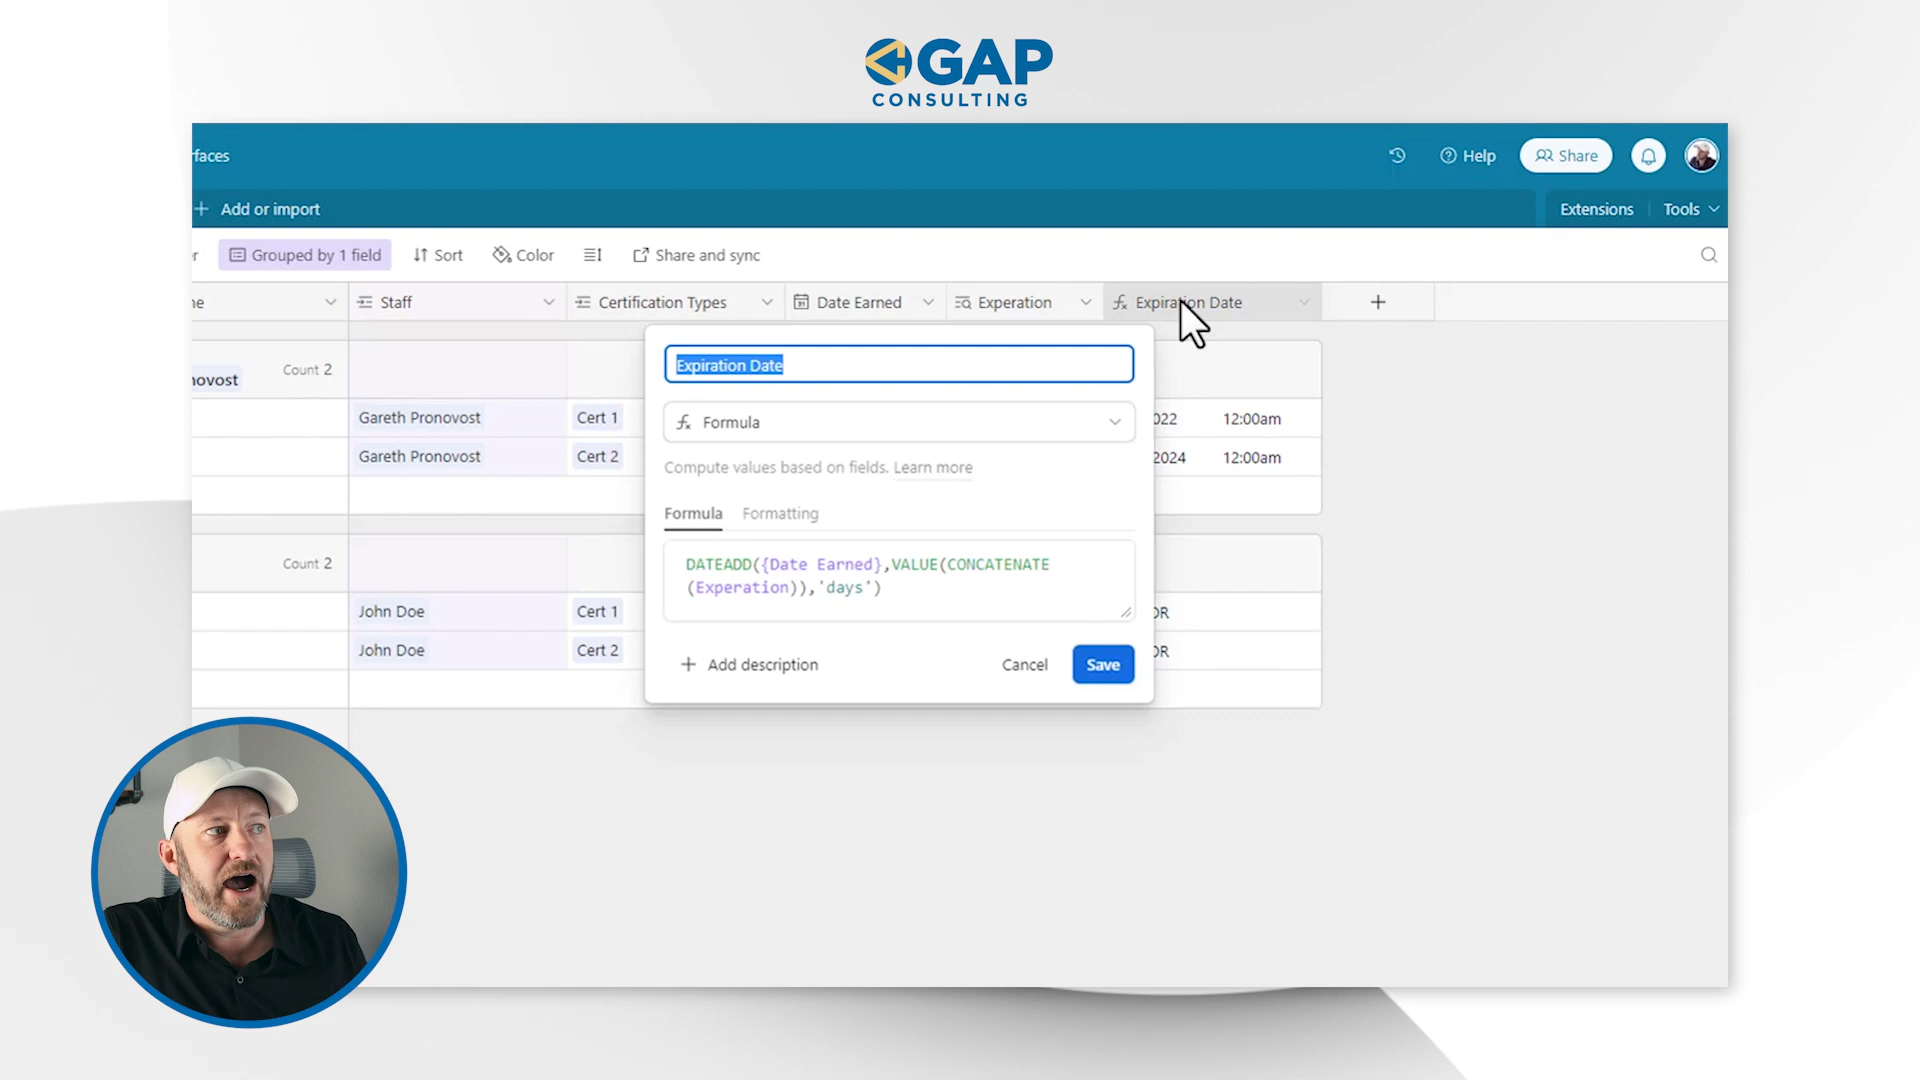 GAP
CONSULTING
rfaces
Help
Share
Add or import
Extensions
Tools
r
Grouped by 1 field
Sort
Color
Share and sync
ne
Staff
Certification Types
Date Earned
Experation
Expiration Date
novost
Count 2
Expiration Date
Gareth Pronovost
Cert 1
Formula
022
12:00am
Gareth Pronovost
Cert 2
2024
12:00am
Compute values based on fields. Learn more
Formula
Formatting
Count 2
DATEADD({Date Earned},VALUE(CONCATENATE
(Experation)),'days')
John Doe
Cert 1
OR
John Doe
Cert 2
OR
Add description
Cancel
Save